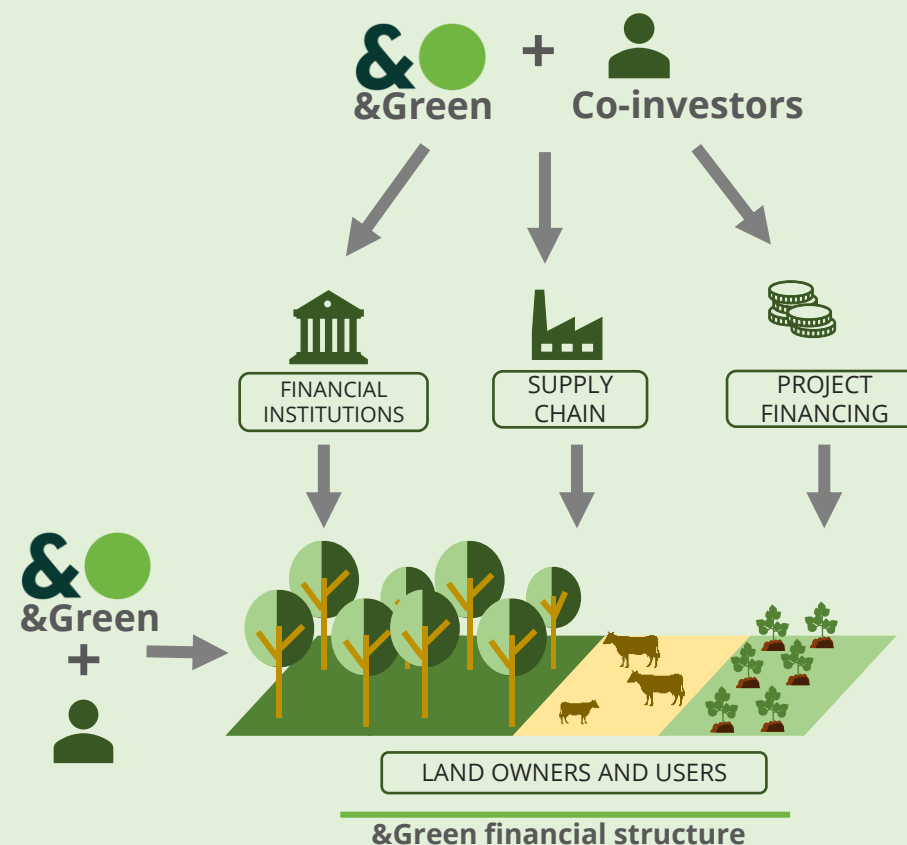 & + 
&Green Co-investors
FINANCIAL
INSTITUTIONS
SUPPLY
CHAIN
PROJECT
FINANCING
&
&Green
+
LAND OWNERS AND USERS
&Green financial structure